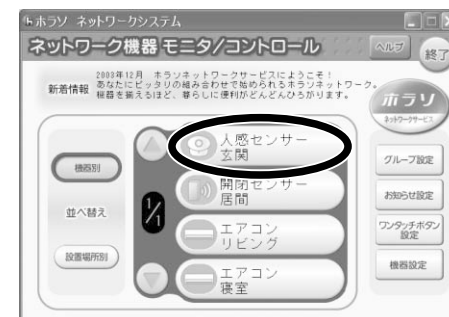 ホラソ ネットワークシステム
ネットワーク機器 モニタ/コントロール
ヘルプ
終了
新着情報
2003年12月 ホラソネットワークサービスにようこそ!
あなたにピッタリの組み合わせで始められるホラソネットワーク。
機器を揃えるほど、暮らしに便利がどんどんひろがります。
ホラソ
ネットワークサービス
機器別
並べ替え
設置場所別
1/1
人感センサー
玄関
開閉センサー
居間
エアコン
リビング
エアコン
寝室
グループ設定
お知らせ設定
ワンタッチボタン
設定
機器設定